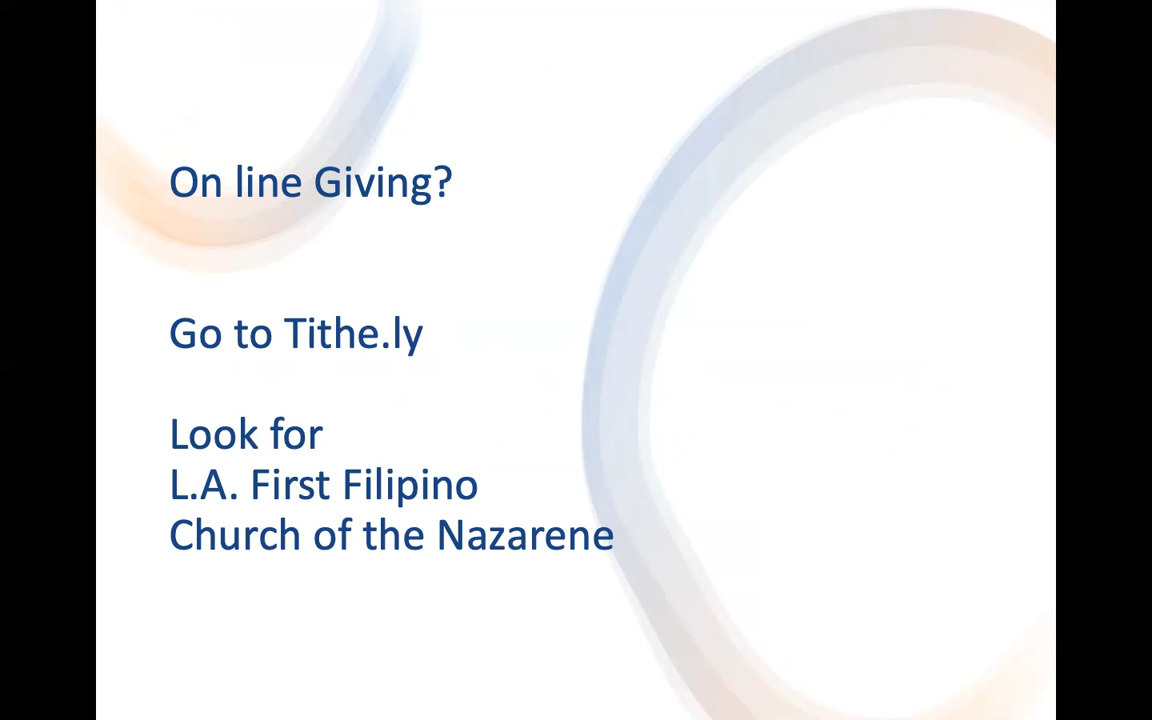 On line Giving?
Go to Tithe.ly
Look for
L.A. First Filipino
Church of the Nazarene